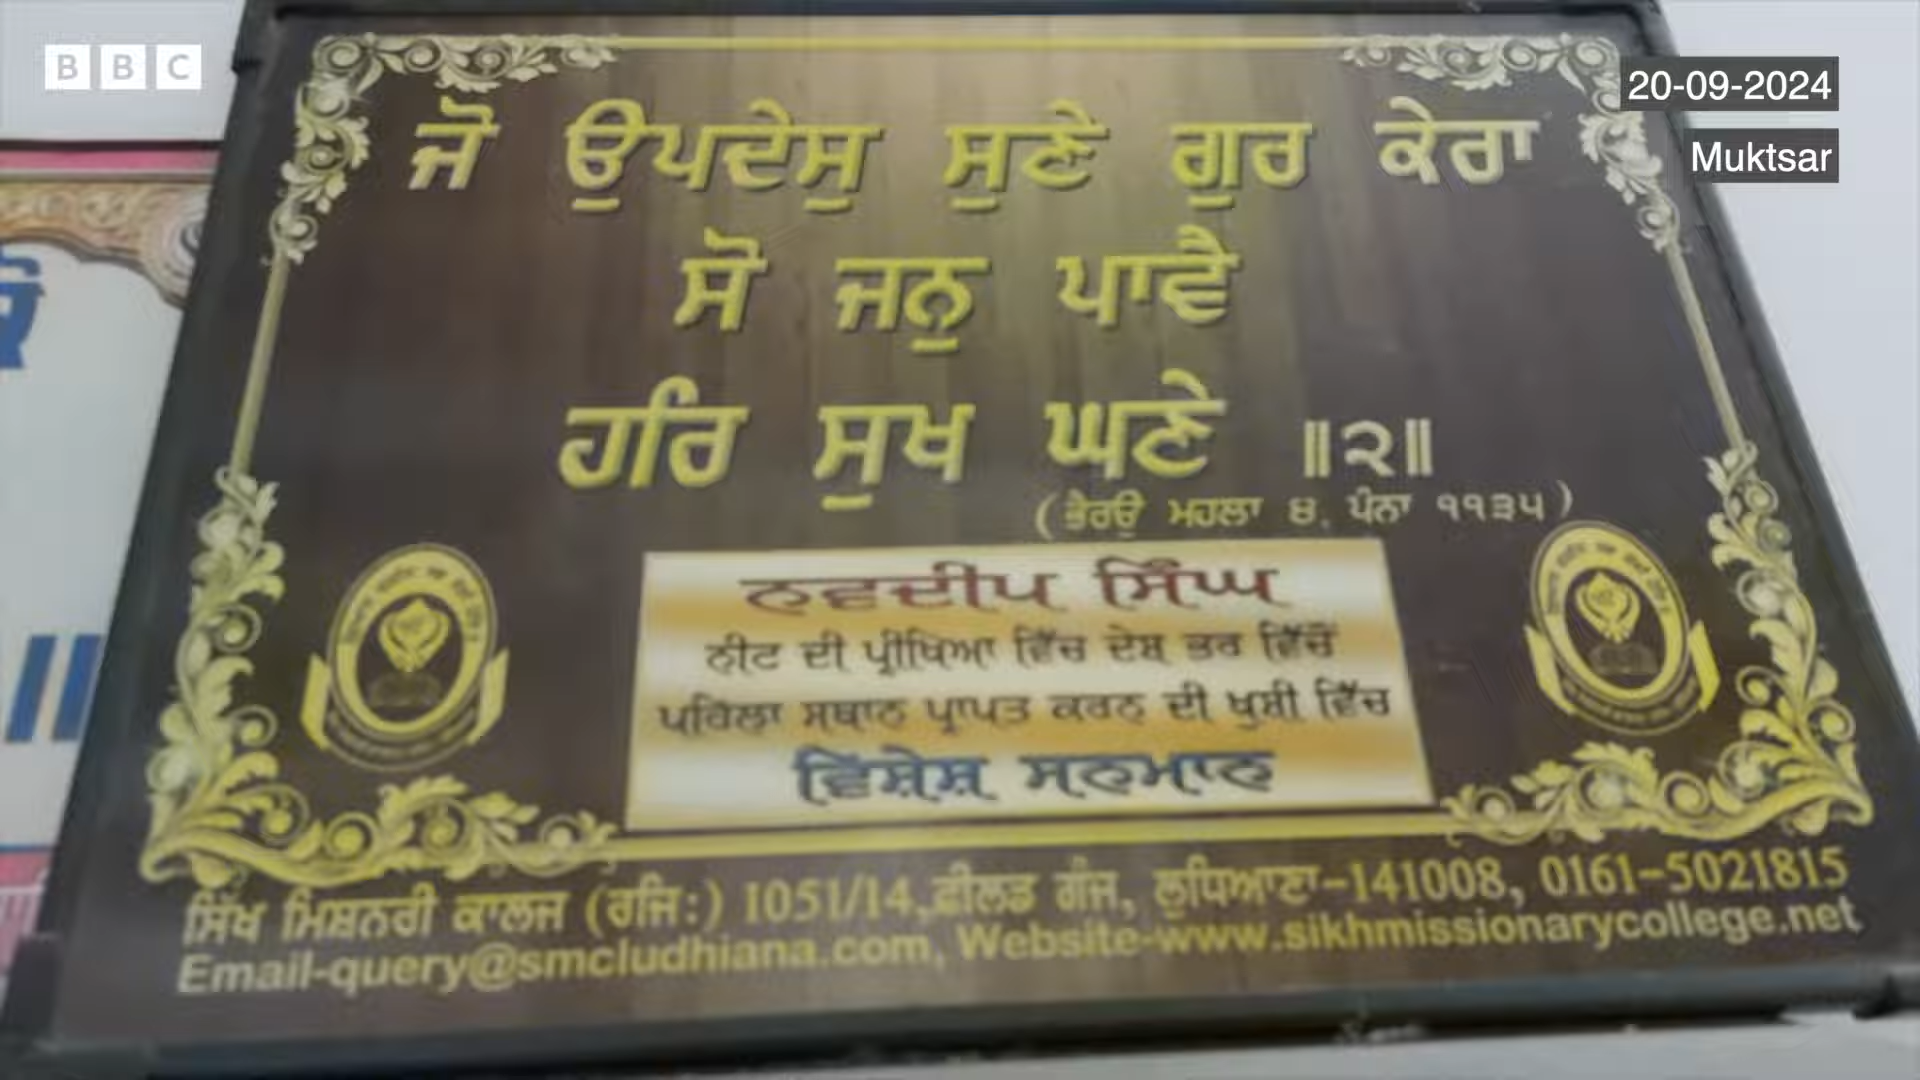 BBC
20-09-2024
Muktsar
ਜੋ ਉਪਦੇਸੁ ਸੁਣੇ ਗੁਰ ਕੇਰਾ
ਸੋ ਜਨੁ ਪਾਵੈ
ਹਰਿ ਸੁਖ ਘਣੇ ॥੨॥
(ਭੈਰਉ ਮਹਲਾ ੪, ਪੰਨਾ ੧੧੩੫)
ਨਵਦੀਪ ਸਿੰਘ
ਨੀਟ ਦੀ ਪ੍ਰੀਖਿਆ ਵਿੱਚ ਦੇਸ਼ ਭਰ ਵਿੱਚੋਂ
ਪਹਿਲਾ ਸਥਾਨ ਪ੍ਰਾਪਤ ਕਰਨ ਦੀ ਖੁਸ਼ੀ ਵਿੱਚ
ਵਿਸ਼ੇਸ਼ ਸਨਮਾਨ
ਸਿੱਖ ਮਿਸ਼ਨਰੀ ਕਾਲਜ (ਰਜਿ:) 1051/14,ਫ਼ੀਲਡ ਗੰਜ, ਲੁਧਿਆਣਾ-141008, 0161-5021815
Email-query@smcludhiana.com, Website-www.sikhmissionarycollege.net